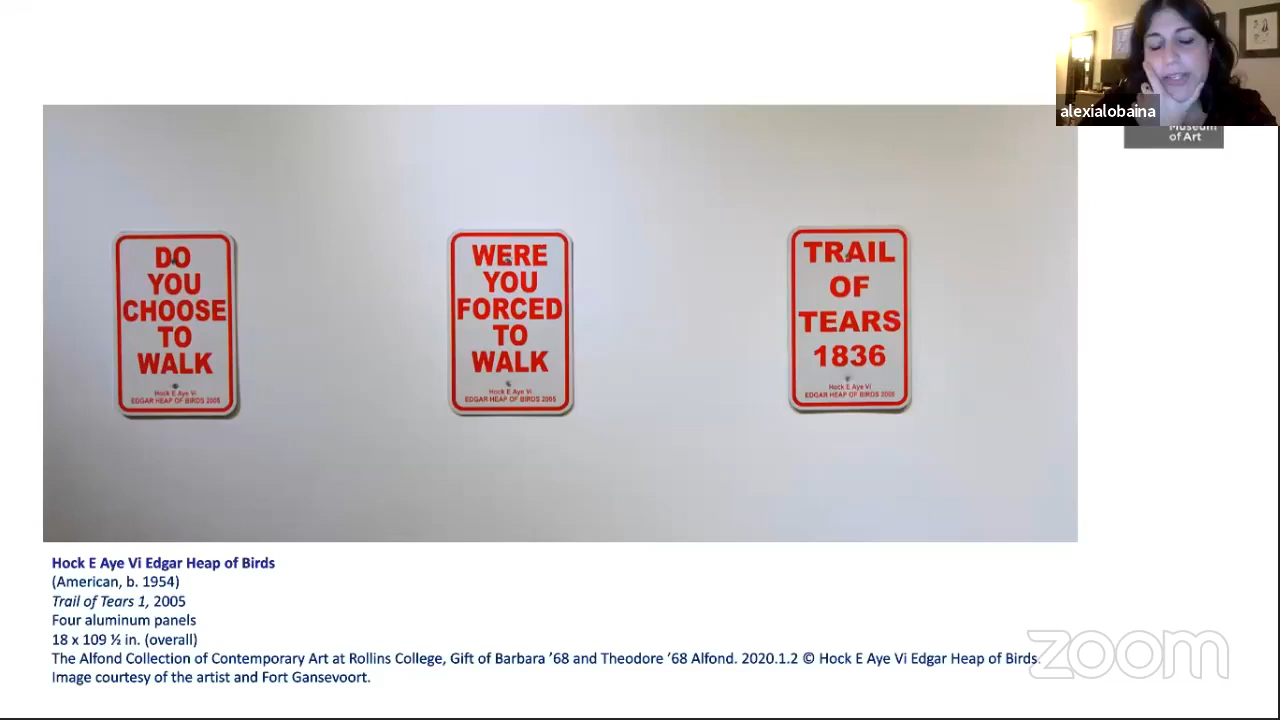 alexialobaina
Museum
of Art
DO
YOU
CHOOSE
TO
WALK
Hock E Aye Vi
EDGAR HEAP OF BIRDS 2005
WERE
YOU
FORCED
TO
WALK
Hock E Aye Vi
EDGAR HEAP OF BIRDS 2005
TRAIL
OF
TEARS
1836
Hock E Aye Vi
EDGAR HEAP OF BIRDS 2005
Hock E Aye Vi Edgar Heap of Birds
(American, b. 1954)
Trail of Tears 1, 2005
Four aluminum panels
18 x 109 ½ in. (overall)
The Alfond Collection of Contemporary Art at Rollins College, Gift of Barbara ’68 and Theodore ’68 Alfond. 2020.1.2 © Hock E Aye Vi Edgar Heap of Birds.
Image courtesy of the artist and Fort Gansevoort.
zoom